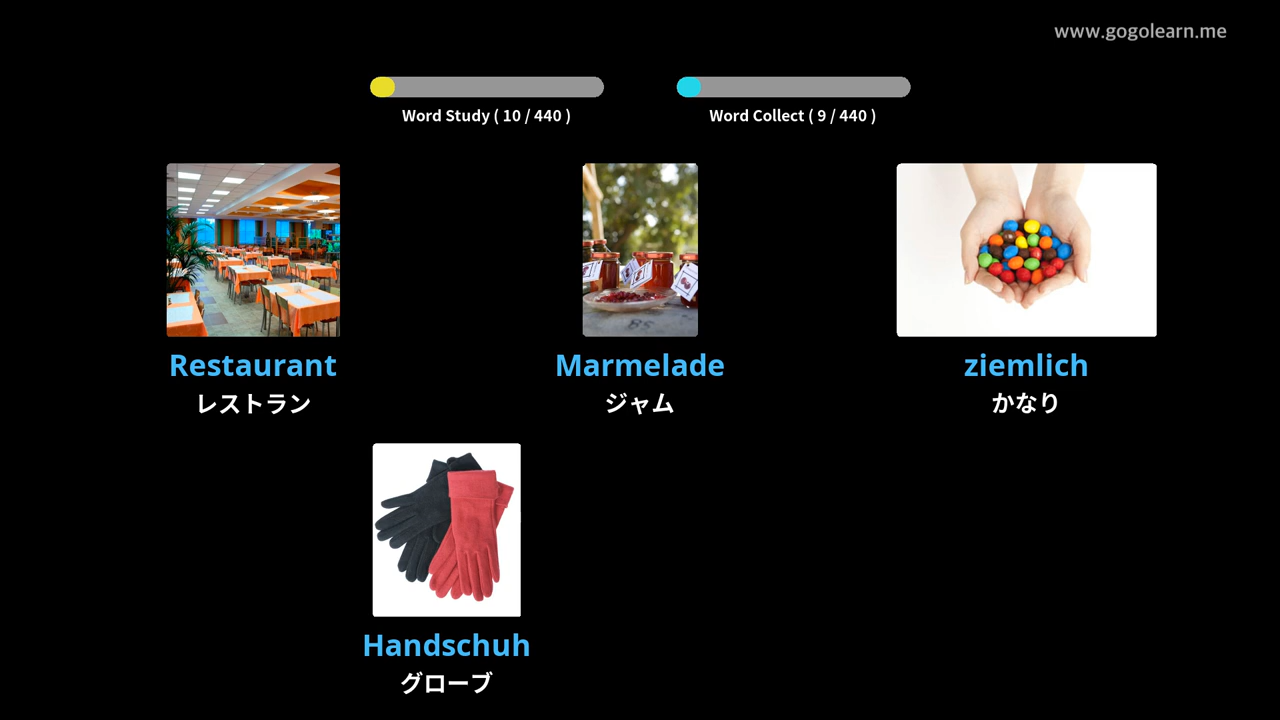 www.gogolearn.me
Word Study ( 10 / 440 )
Word Collect ( 9 / 440 )
Restaurant
レストラン
Marmelade
ジャム
ziemlich
かなり
Handschuh
グローブ